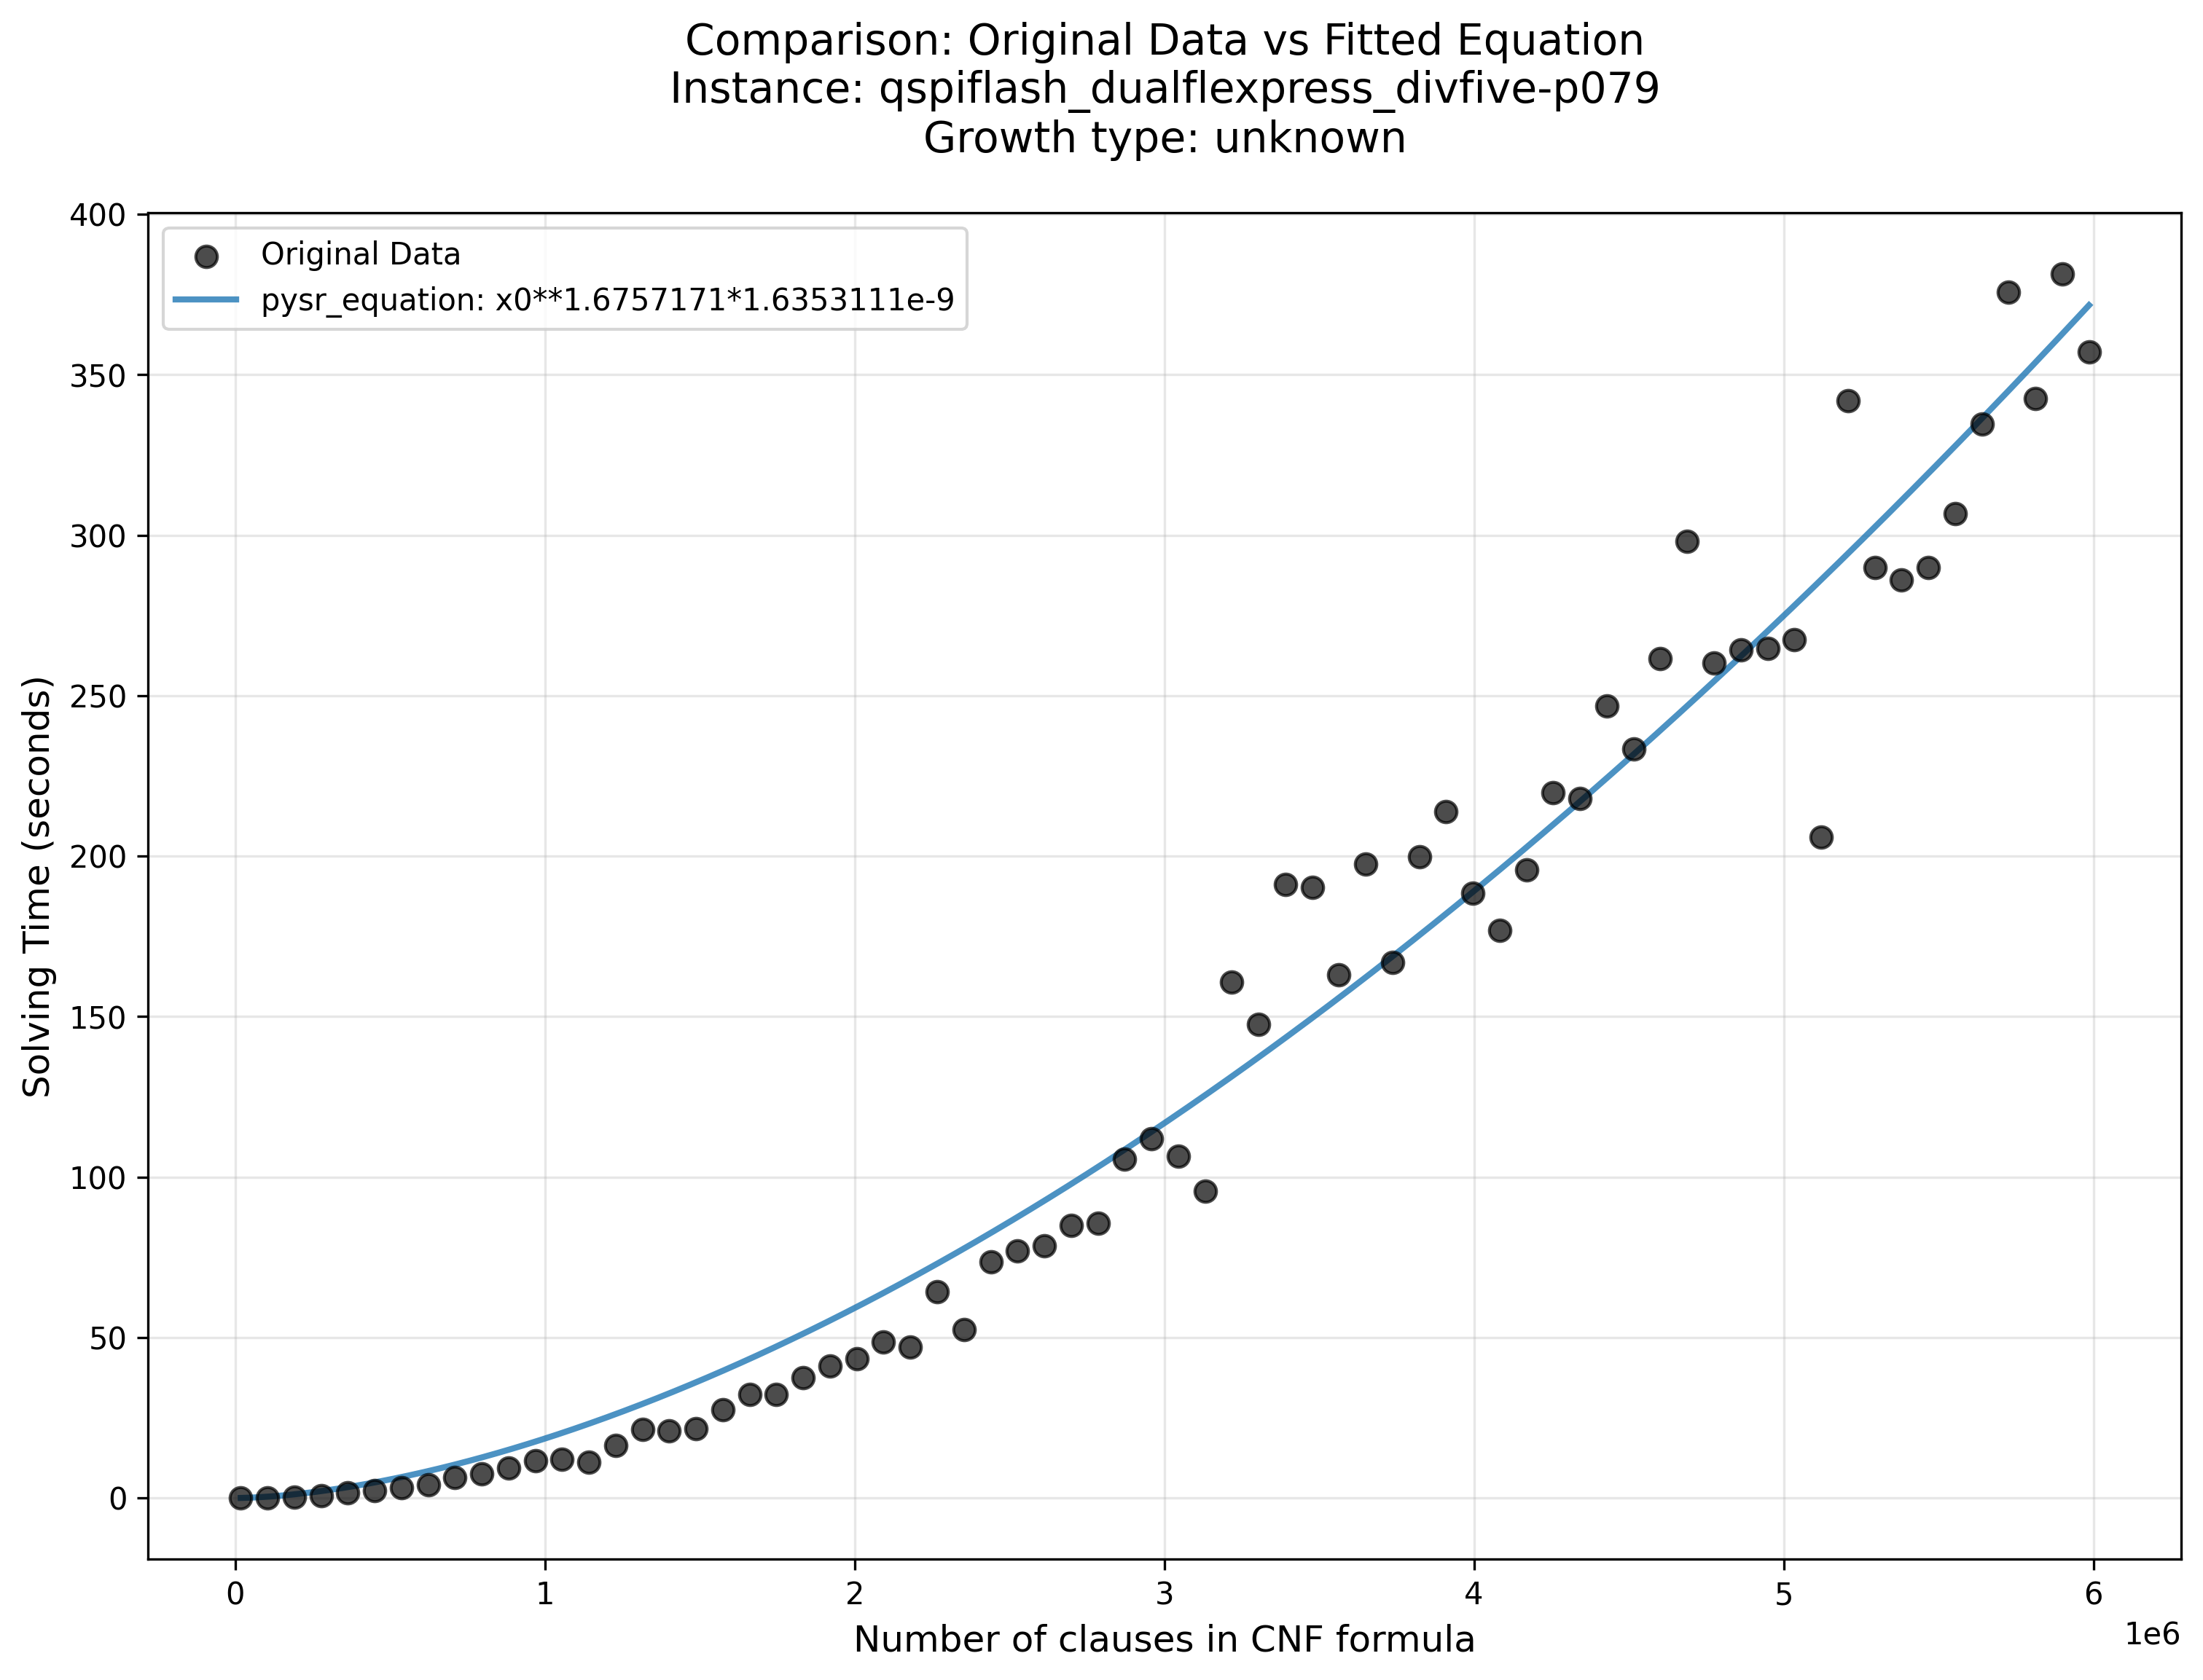 Comparison: Original Data vs Fitted Equation
Instance: qspiflash_dualflexpress_divfive-p079
Growth type: unknown
Original Data
pysr_equation: x0**1.6757171*1.6353111e-9
Solving Time (seconds)
400
350
300
250
200
150
100
50
0
0 1 2 3 4 5 6
1e6
Number of clauses in CNF formula